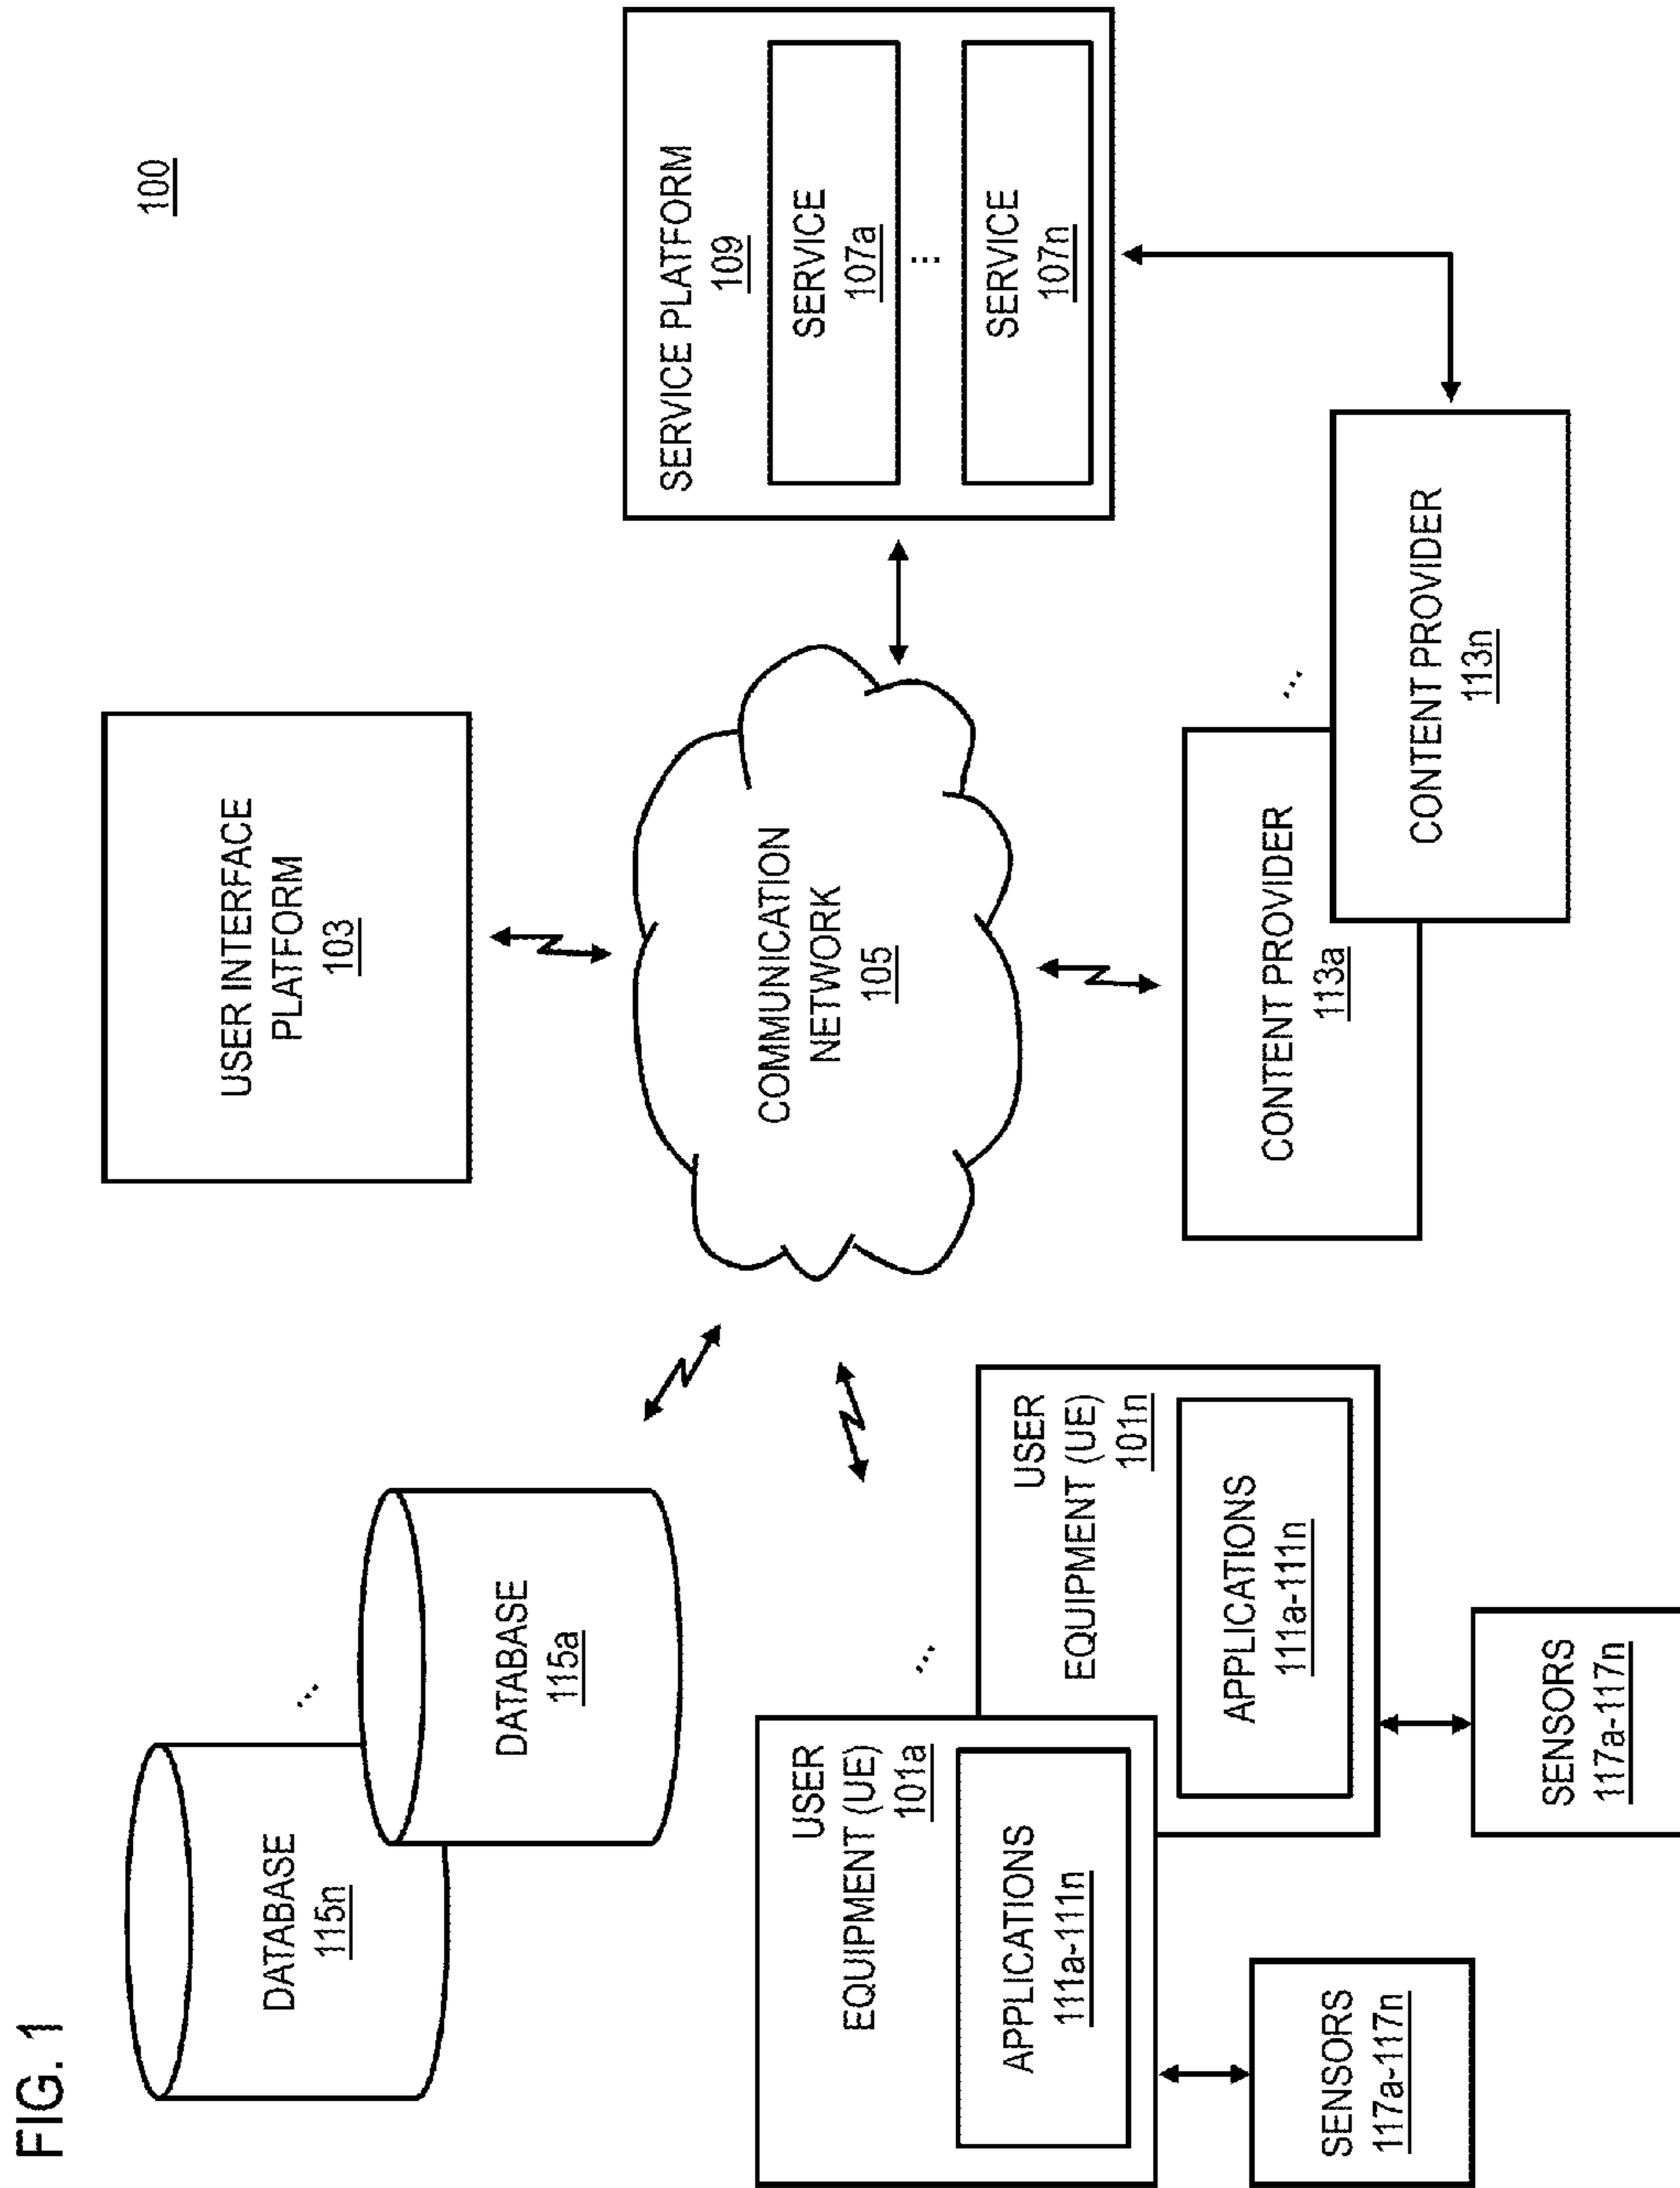 FIG. 1
100
DATABASE
115n
...
DATABASE
115a
USER INTERFACE
PLATFORM
103
SERVICE PLATFORM
109
SERVICE
107a
...
SERVICE
107n
COMMUNICATION
NETWORK
105
USER
EQUIPMENT (UE)
101a
APPLICATIONS
111a-111n
...
USER
EQUIPMENT (UE)
101n
APPLICATIONS
111a-111n
SENSORS
117a-117n
SENSORS
117a-117n
CONTENT PROVIDER
113a
...
CONTENT PROVIDER
113n